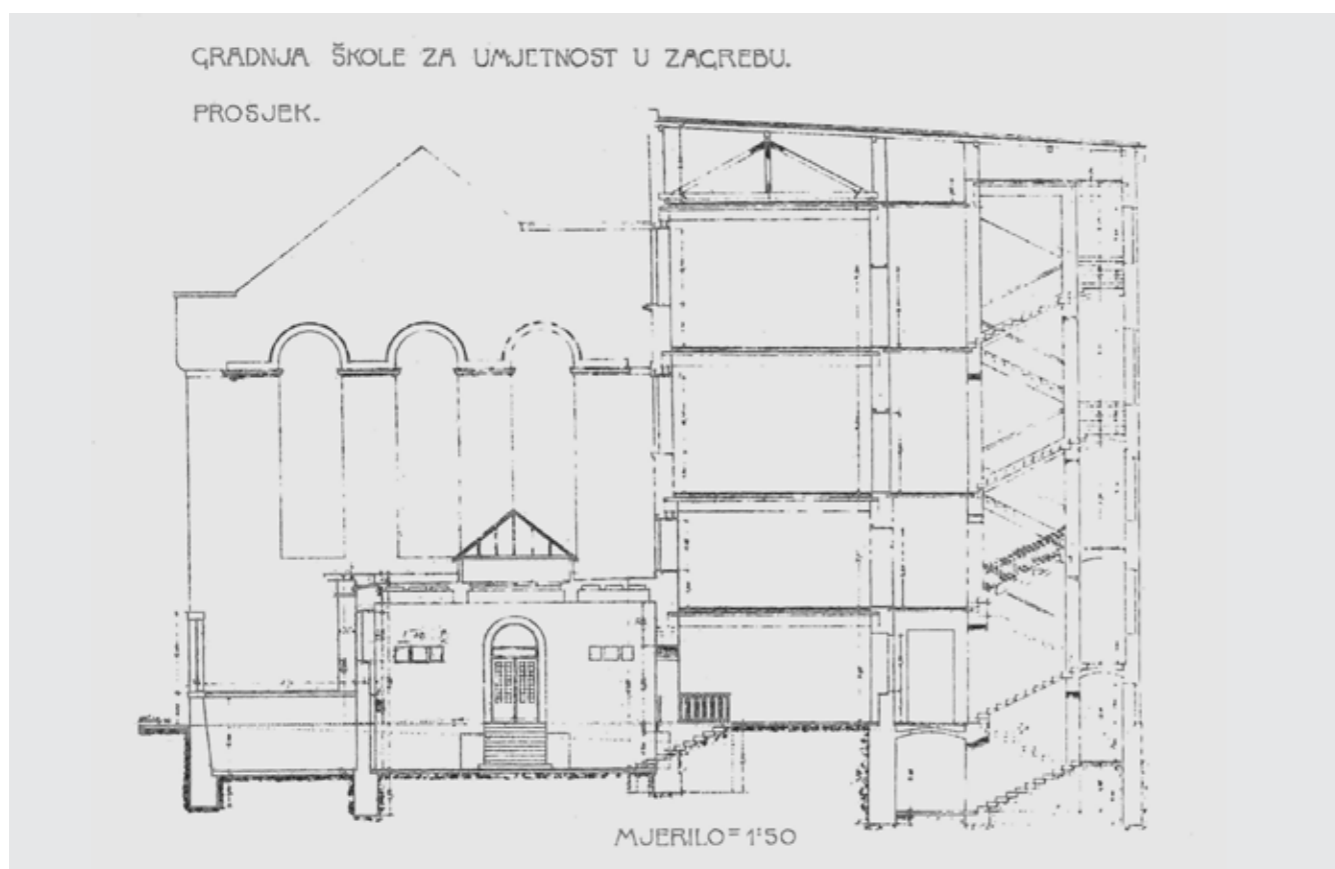 GRADNJA ŠKOLE ZA UMJETNOST U ZAGREBU.
PROSJEK.
MJERILO = 1:50